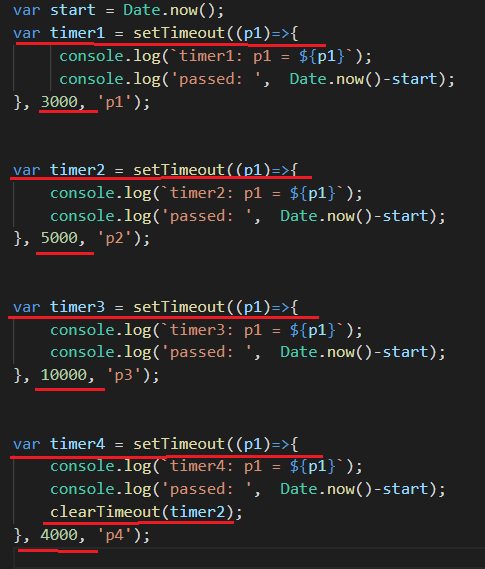 var start = Date.now();
var timer1 = setTimeout((p1)=>{
console.log(`timer1: p1 = ${p1}`);
console.log('passed: ',  Date.now()-start);
}, 3000, 'p1');
var timer2 = setTimeout((p1)=>{
console.log(`timer2: p1 = ${p1}`);
console.log('passed: ',  Date.now()-start);
}, 5000, 'p2');
var timer3 = setTimeout((p1)=>{
console.log(`timer3: p1 = ${p1}`);
console.log('passed: ',  Date.now()-start);
}, 10000, 'p3');
var timer4 = setTimeout((p1)=>{
console.log(`timer4: p1 = ${p1}`);
console.log('passed: ',  Date.now()-start);
clearTimeout(timer2);
}, 4000, 'p4');